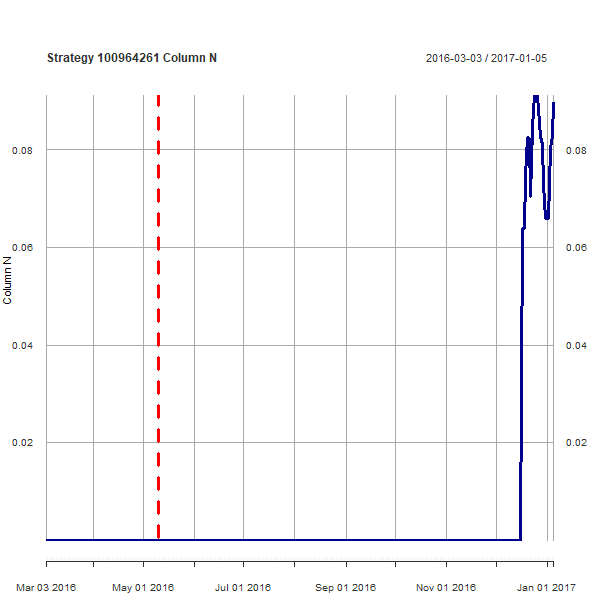 Strategy 100964261 Column N
2016-03-03 / 2017-01-05
0.08
0.08
0.06
0.06
Column N
0.04
0.04
0.02
0.02
Mar 03 2016
May 01 2016
Jul 01 2016
Sep 01 2016
Nov 01 2016
Jan 01 2017